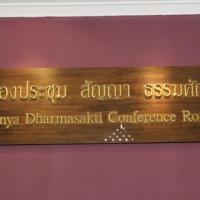 องประชุม สัญญา ธรรมศัก
nya Dharmasakti Conference Ro